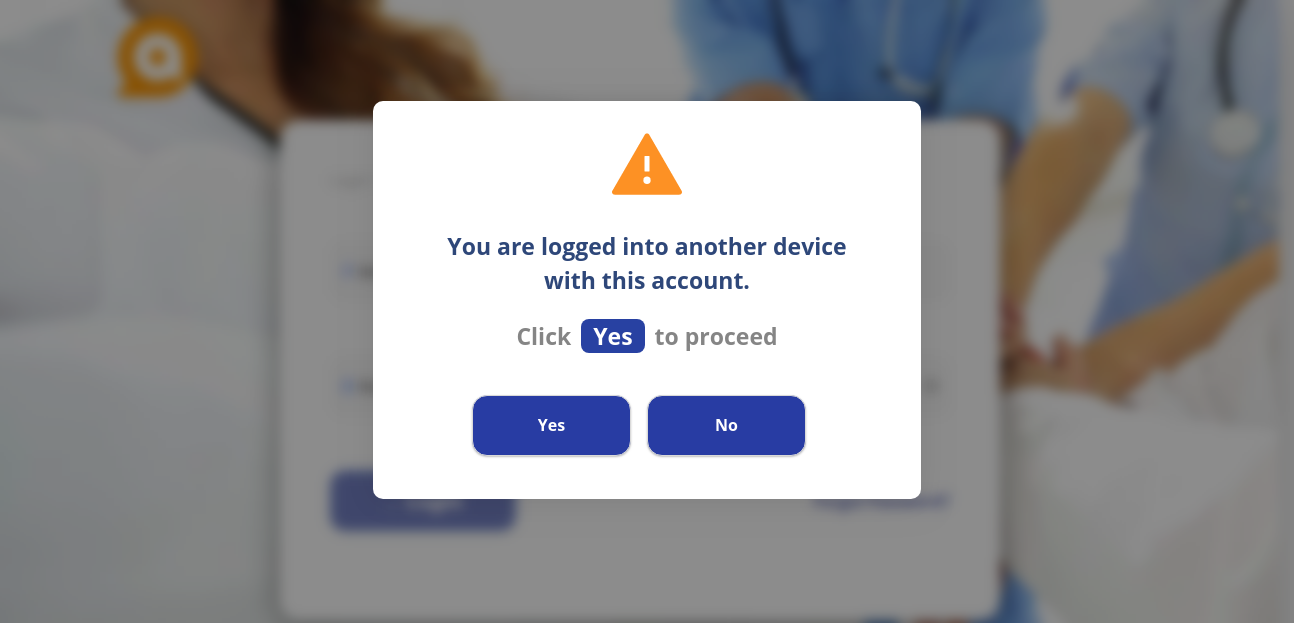 You are logged into another device
with this account.
Click Yes to proceed
Yes No